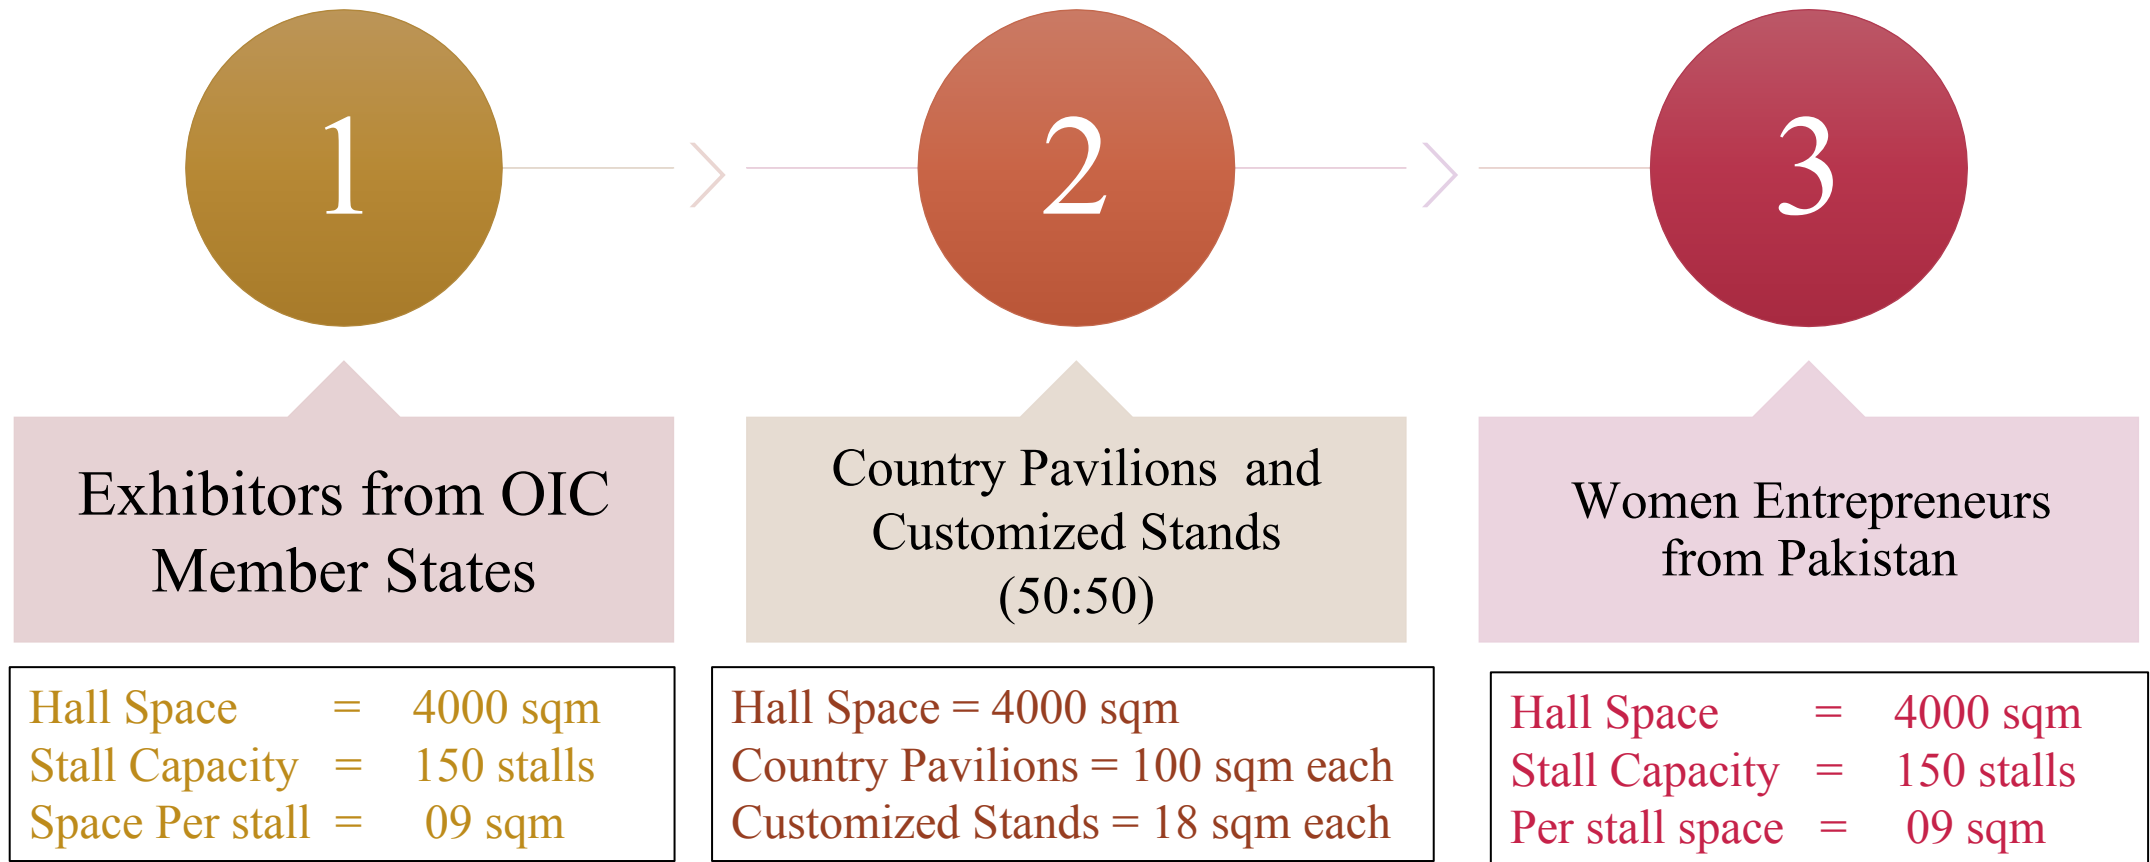 1
Exhibitors from OIC
Member States
Hall Space = 4000 sqm
Stall Capacity = 150 stalls
Space Per stall = 09 sqm
2
Country Pavilions and
Customized Stands
(50:50)
Hall Space = 4000 sqm
Country Pavilions = 100 sqm each
Customized Stands = 18 sqm each
3
Women Entrepreneurs
from Pakistan
Hall Space = 4000 sqm
Stall Capacity = 150 stalls
Per stall space = 09 sqm